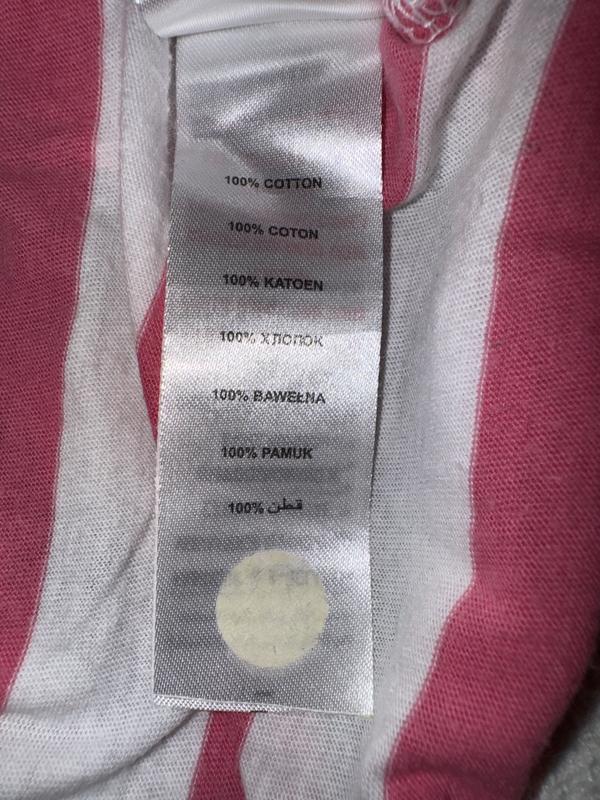 100% COTTON
100% COTON
100% KATOEN
100% ХЛОПОК
100% BAWEŁNA
100% PAMUK
100% قطن